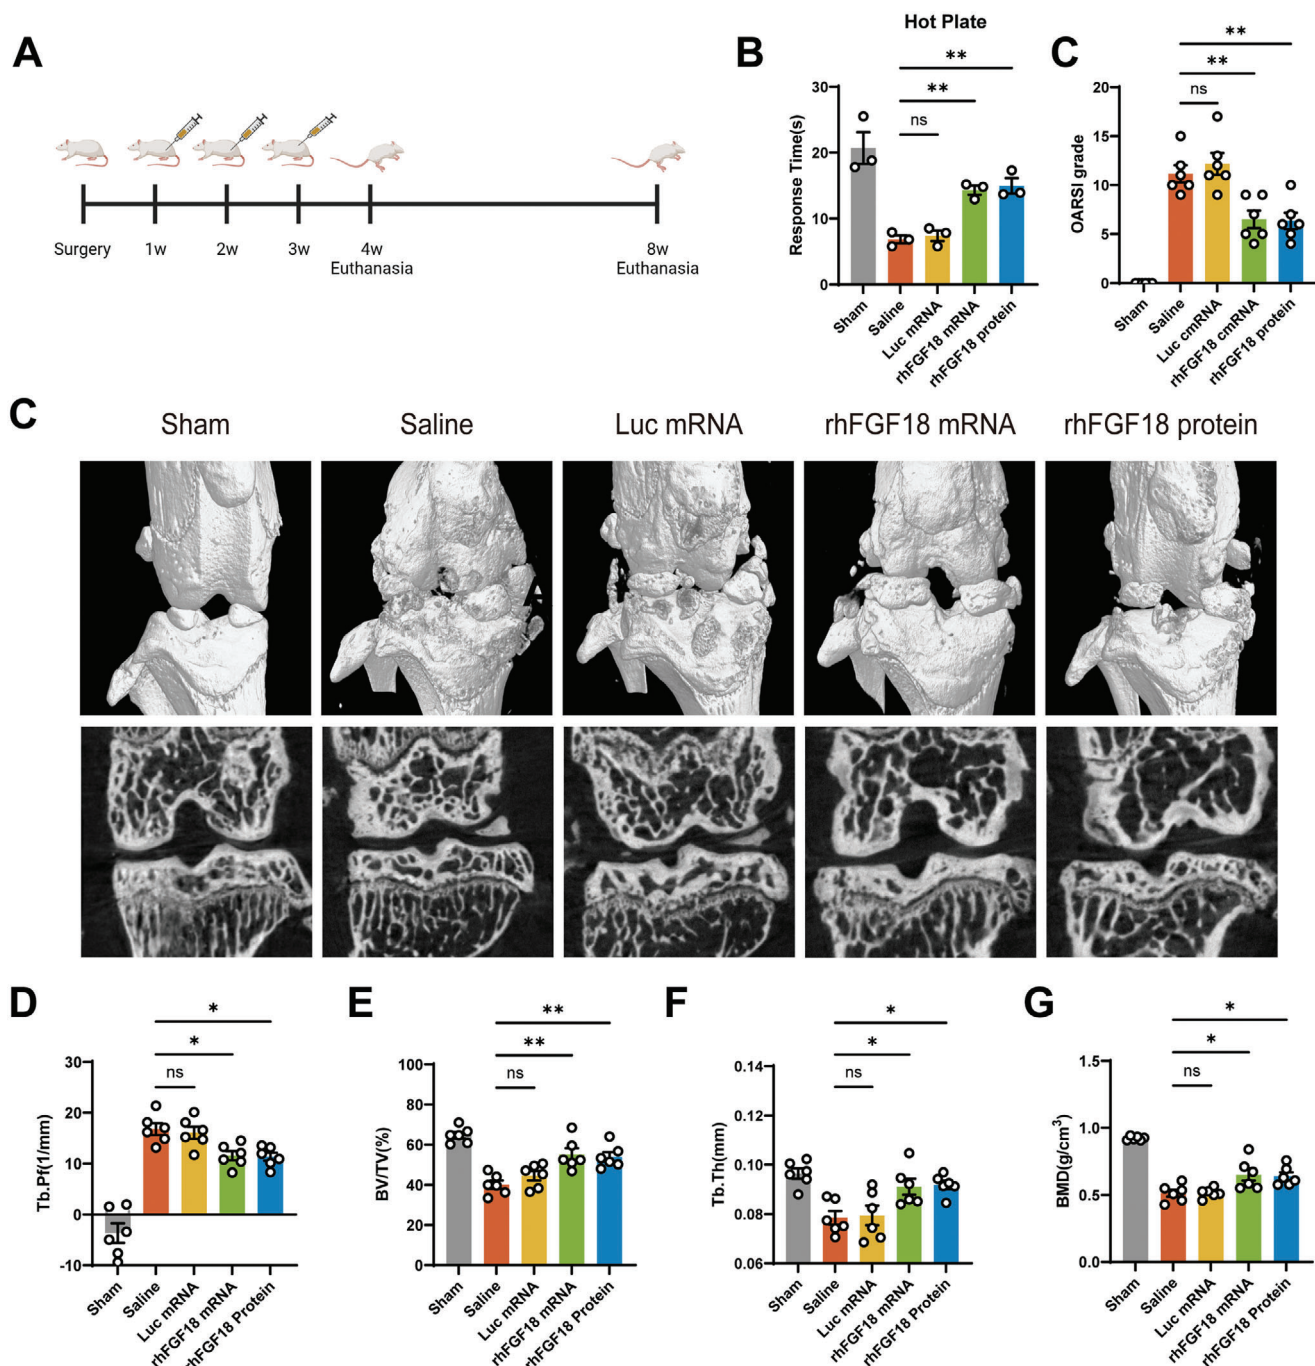 A
Surgery
1w
2w
3w
4w
Euthanasia
8w
Euthanasia
B
Hot Plate
**
**
ns
Response Time(s)
30
20
10
0
Sham
Saline
Luc mRNA
rhFGF18 mRNA
rhFGF18 protein
C
**
**
ns
OARSI grade
20
15
10
5
0
Sham
Saline
Luc cmRNA
rhFGF18 cmRNA
rhFGF18 protein
C
Sham
Saline
Luc mRNA
rhFGF18 mRNA
rhFGF18 protein
D
*
*
ns
Tb.Pf(1/mm)
30
20
10
0
-10
Sham
Saline
Luc mRNA
rhFGF18 mRNA
rhFGF18 Protein
E
**
**
ns
BV/TV(%)
100
80
60
40
20
0
Sham
Saline
Luc mRNA
rhFGF18 mRNA
rhFGF18 Protein
F
*
*
ns
Tb.Th(mm)
0.14
0.12
0.10
0.08
0.06
Sham
Saline
Luc mRNA
rhFGF18 mRNA
rhFGF18 Protein
G
*
*
ns
BMD(g/cm³)
1.5
1.0
0.5
0.0
Sham
Saline
Luc mRNA
rhFGF18 mRNA
rhFGF18 Protein